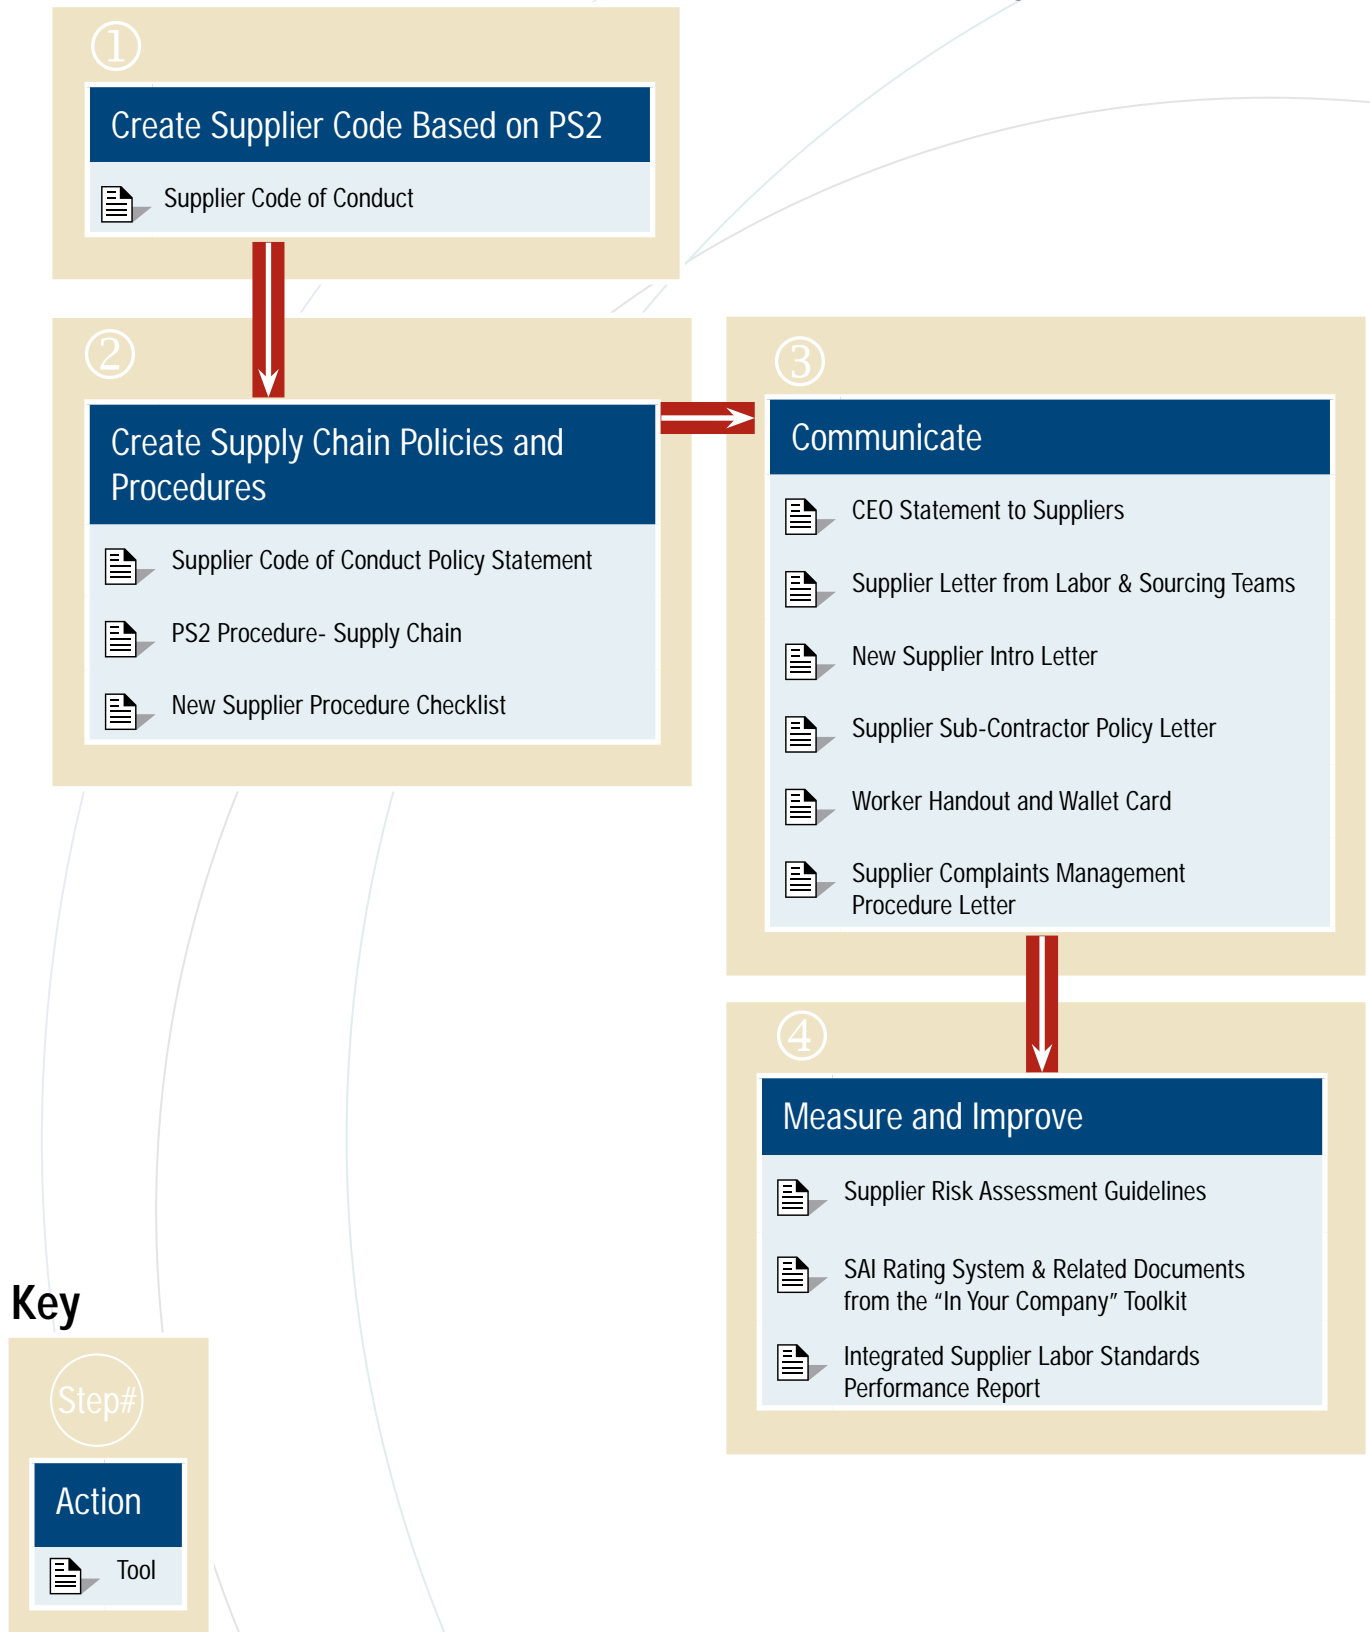 ①
Create Supplier Code Based on PS2
Supplier Code of Conduct
②
Create Supply Chain Policies and
Procedures
Supplier Code of Conduct Policy Statement
PS2 Procedure- Supply Chain
New Supplier Procedure Checklist
③
Communicate
CEO Statement to Suppliers
Supplier Letter from Labor & Sourcing Teams
New Supplier Intro Letter
Supplier Sub-Contractor Policy Letter
Worker Handout and Wallet Card
Supplier Complaints Management
Procedure Letter
④
Measure and Improve
Supplier Risk Assessment Guidelines
SAI Rating System & Related Documents
from the “In Your Company” Toolkit
Integrated Supplier Labor Standards
Performance Report
Key
Step#
Action
Tool